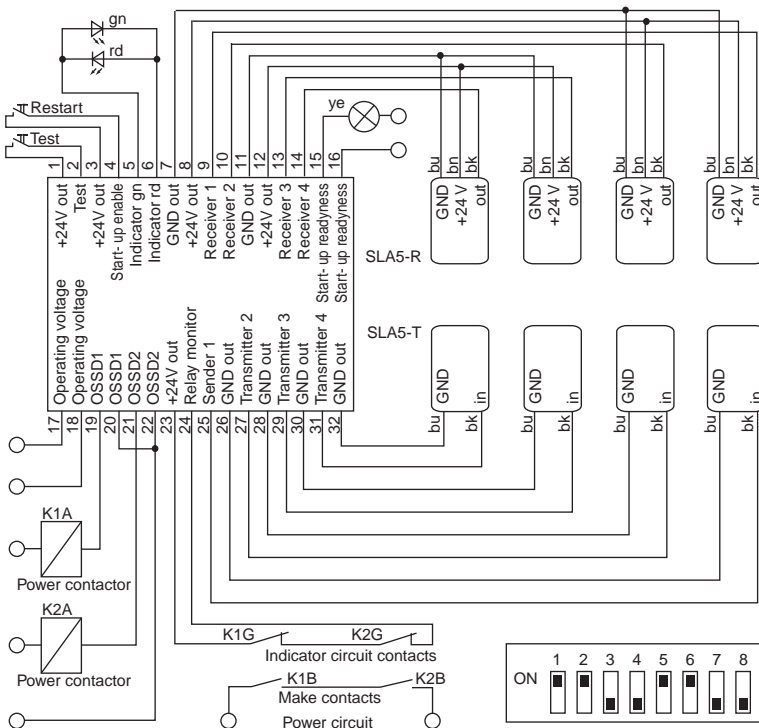 gn
rd
Restart
Test
ye
1 2 3 4 5 6 7 8 9 10 11 12 13 14 15 16
+24V out
Test
+24V out
Start- up enable
Indicator gn
Indicator rd
GND out
+24V out
Receiver 1
Receiver 2
GND out
+24V out
Receiver 3
Receiver 4
Start- up readyness
Start- up readyness
bu bn bk bu bn bk bu bn bk bu bn bk
GND +24 V out
GND +24 V out
GND +24 V out
GND +24 V out
SLA5-R
SLA5-T
GND in
GND in
GND in
GND in
bu bk bu bk bu bk bu bk
Operating voltage
Operating voltage
OSSD1
OSSD1
OSSD2
OSSD2
+24V out
Relay monitor
Sender 1
GND out
Transmitter 2
GND out
Transmitter 3
GND out
Transmitter 4
GND out
17 18 19 20 21 22 23 24 25 26 27 28 29 30 31 32
K1A
Power contactor
K2A
Power contactor
K1G K2G
Indicator circuit contacts
K1B K2B
Make contacts
Power circuit
1 2 3 4 5 6 7 8
ON